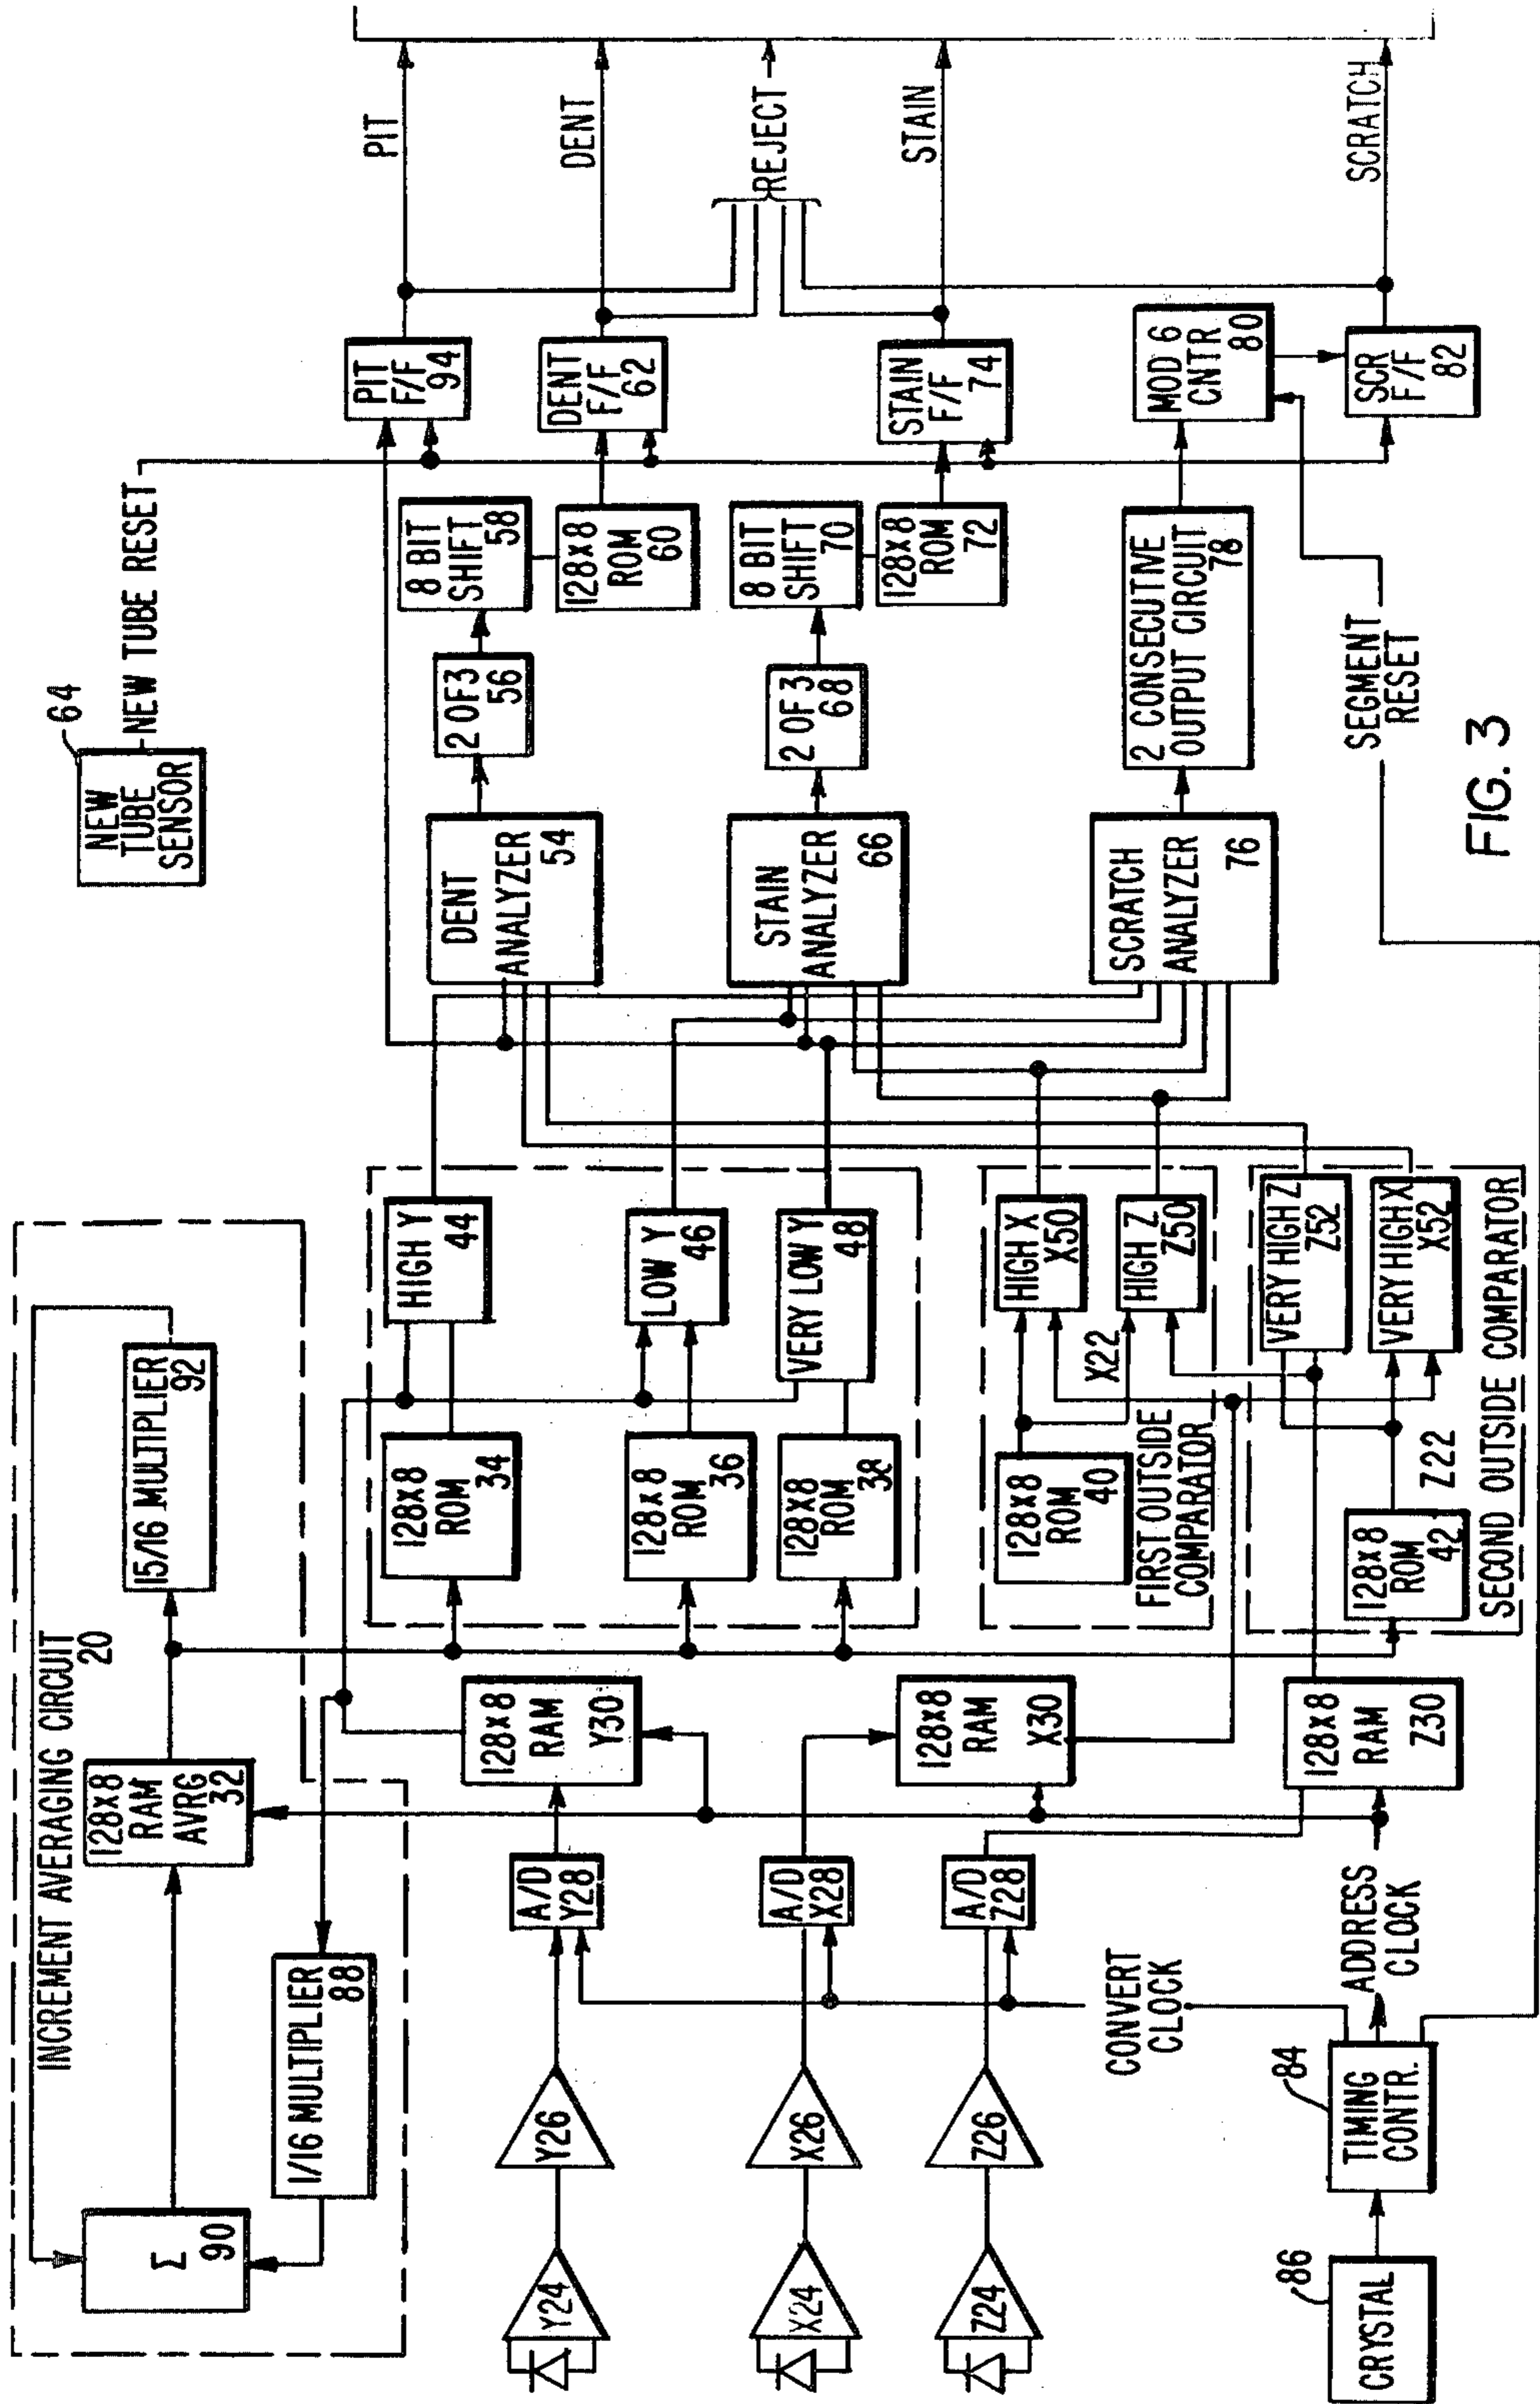 INCREMENT AVERAGING CIRCUIT
20
Σ
90
1/16 MULTIPLIER
88
128x8
RAM
AVRG
32
15/16 MULTIPLIER
92
NEW
TUBE
SENSOR
64
NEW TUBE RESET
Y24
Y26
A/D
Y28
128x8
RAM
Y30
X24
X26
A/D
X28
128x8
RAM
X30
Z24
Z26
A/D
Z28
128x8
RAM
Z30
CONVERT
CLOCK
ADDRESS
CLOCK
CRYSTAL
86
TIMING
CONTR.
84
128x8
ROM
34
HIGH Y
44
128x8
ROM
36
LOW Y
46
128x8
ROM
38
VERY LOW Y
48
128x8
ROM
40
HIGH X
X50
X22
HIGH Z
Z50
FIRST OUTSIDE
COMPARATOR
128x8
ROM
42
VERY HIGH Z
Z52
VERY HIGH X
X52
Z22
SECOND OUTSIDE COMPARATOR
DENT
ANALYZER
54
2 OF 3
56
8 BIT
SHIFT
58
128x8
ROM
60
STAIN
ANALYZER
66
2 OF 3
68
8 BIT
SHIFT
70
128x8
ROM
72
SCRATCH
ANALYZER
76
2 CONSECUTIVE
OUTPUT CIRCUIT
78
SEGMENT
RESET
PIT
F/F
94
DENT
F/F
62
STAIN
F/F
74
MOD 6
CNTR
80
SCR
F/F
82
PIT
DENT
REJECT
STAIN
SCRATCH
FIG. 3